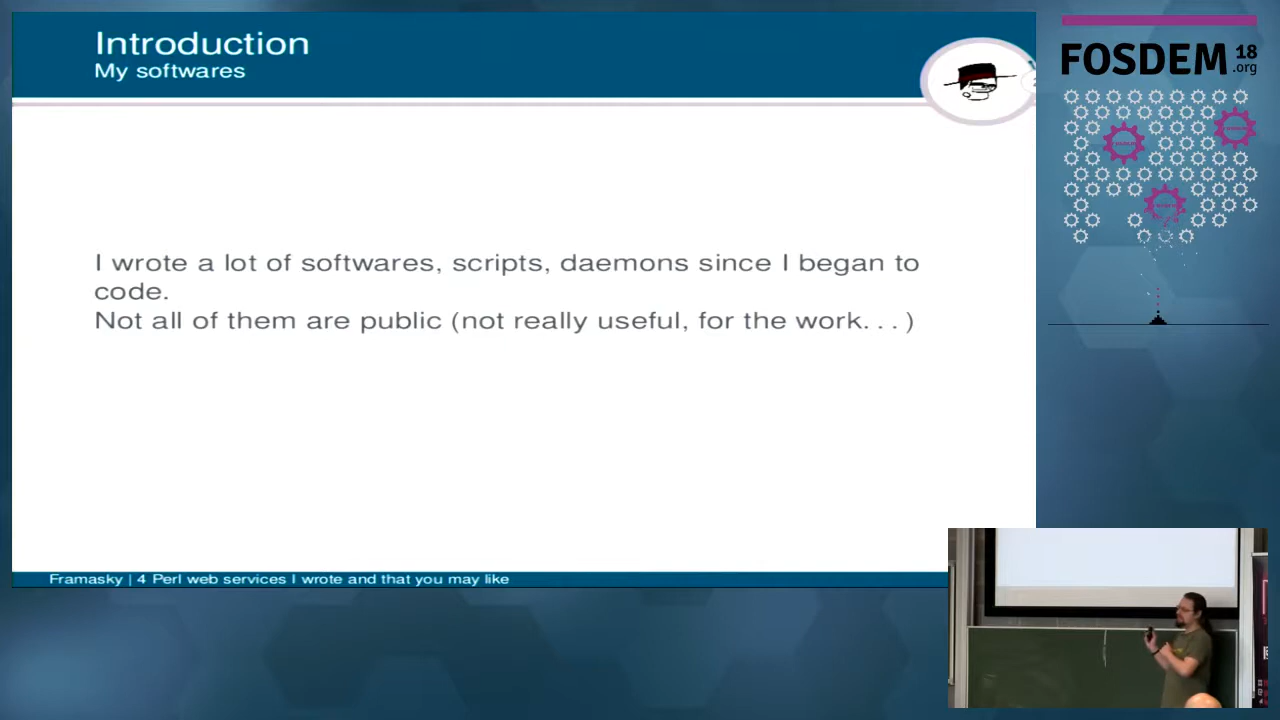 Introduction
My softwares
I wrote a lot of softwares, scripts, daemons since I began to
code.
Not all of them are public (not really useful, for the work. . . )
Framasky | 4 Perl web services I wrote and that you may like
FOSDEM 18
.org